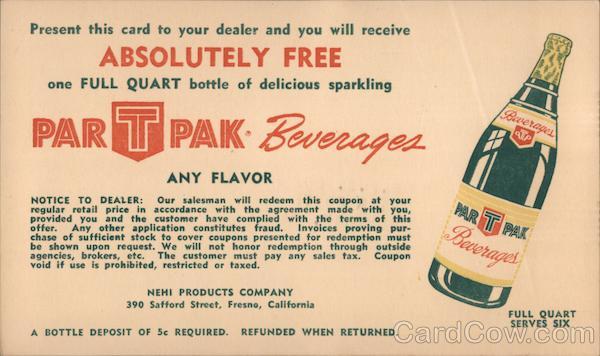 Present this card to your dealer and you will receive
ABSOLUTELY FREE
one FULL QUART bottle of delicious sparkling
PAR T PAK · Beverages
ANY FLAVOR
NOTICE TO DEALER: Our salesman will redeem this coupon at your
regular retail price in accordance with the agreement made with you,
provided you and the customer have complied with the terms of this
offer. Any other application constitutes fraud. Invoices proving pur-
chase of sufficient stock to cover coupons presented for redemption must
be shown upon request. We will not honor redemption through outside
agencies, brokers, etc. The customer must pay any sales tax. Coupon
void if use is prohibited, restricted or taxed.
NEHI PRODUCTS COMPANY
390 Safford Street, Fresno, California
A BOTTLE DEPOSIT OF 5c REQUIRED. REFUNDED WHEN RETURNED.
Beverages
PAR T PAK
Beverages
FULL QUART
SERVES SIX
CardCow.com